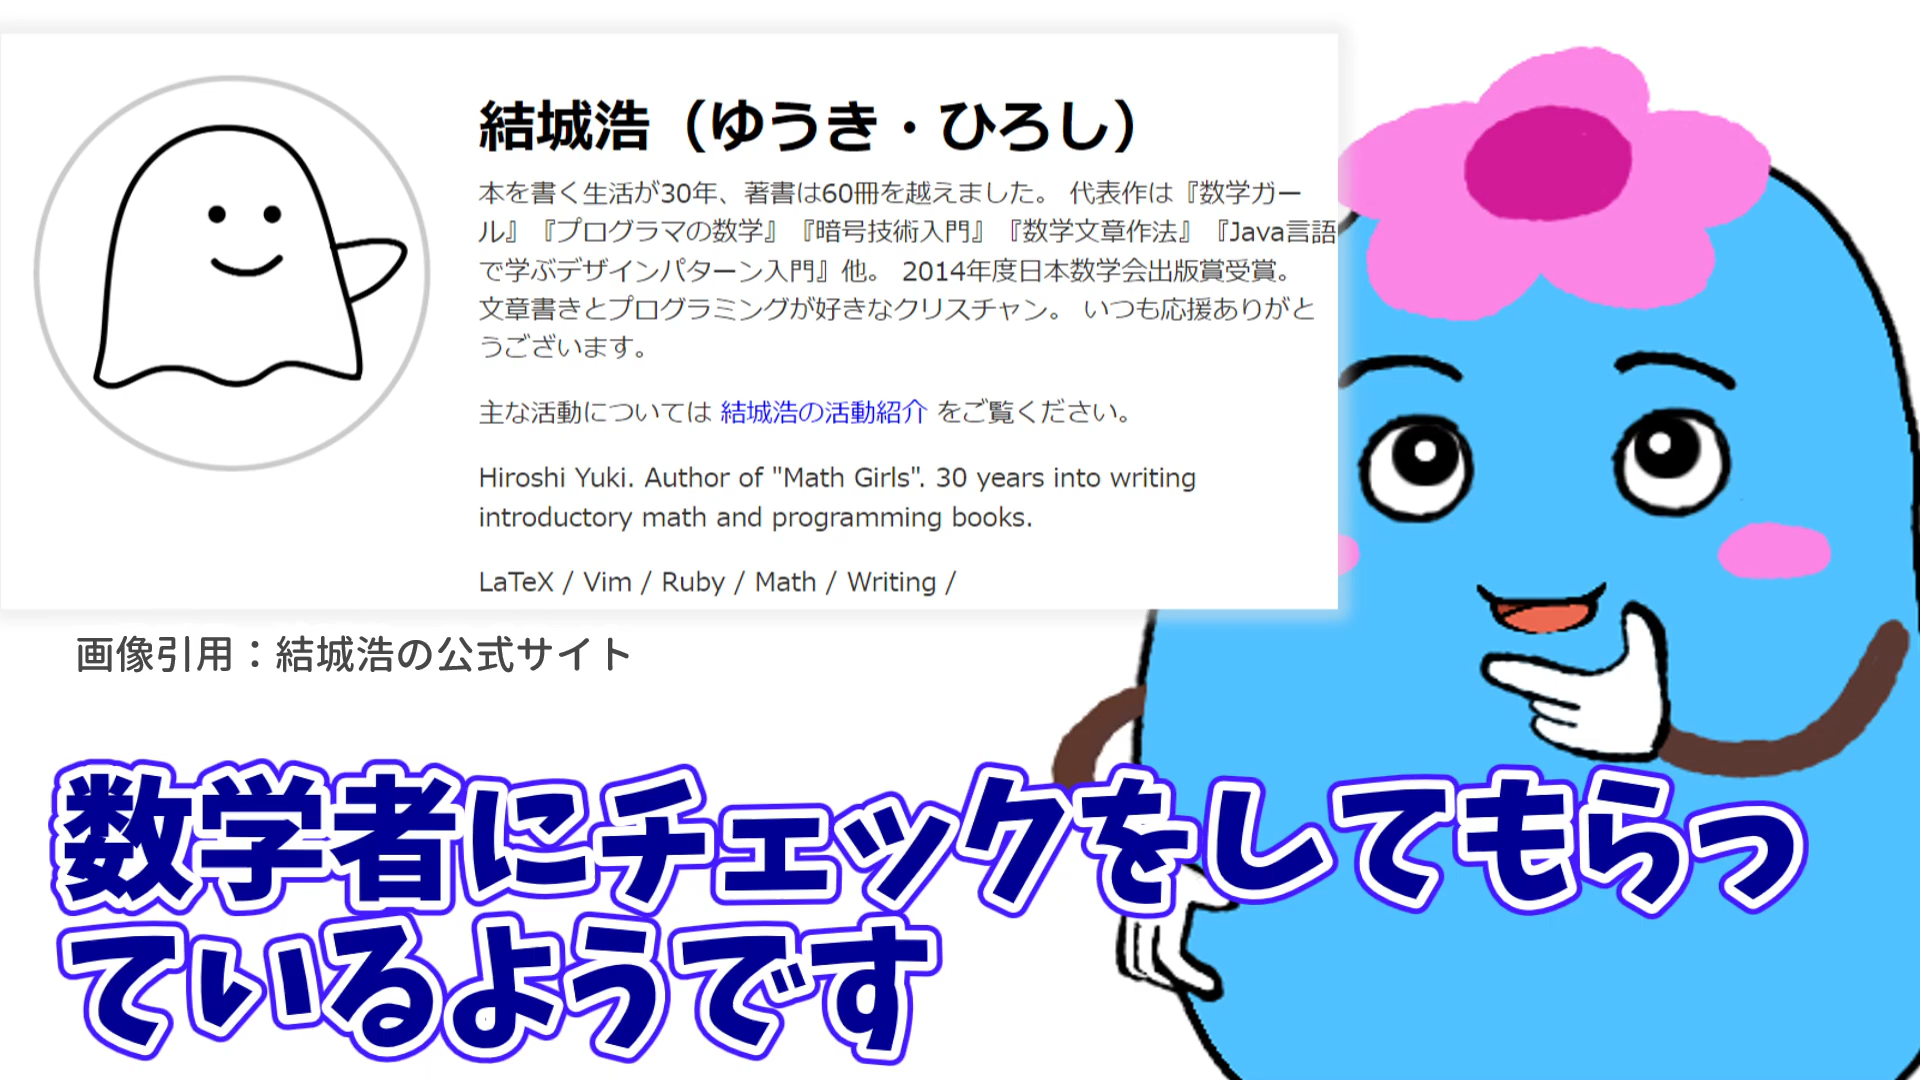 結城浩（ゆうき・ひろし）
本を書く生活が30年、著書は60冊を越えました。 代表作は『数学ガー
ル』『プログラマの数学』『暗号技術入門』『数学文章作法』『Java言語
で学ぶデザインパターン入門』他。 2014年度日本数学会出版賞受賞。
文章書きとプログラミングが好きなクリスチャン。 いつも応援ありがと
うございます。
主な活動については 結城浩の活動紹介 をご覧ください。
Hiroshi Yuki. Author of "Math Girls". 30 years into writing
introductory math and programming books.
LaTeX / Vim / Ruby / Math / Writing /
画像引用：結城浩の公式サイト
数学者にチェックをしてもらっ
ているようです